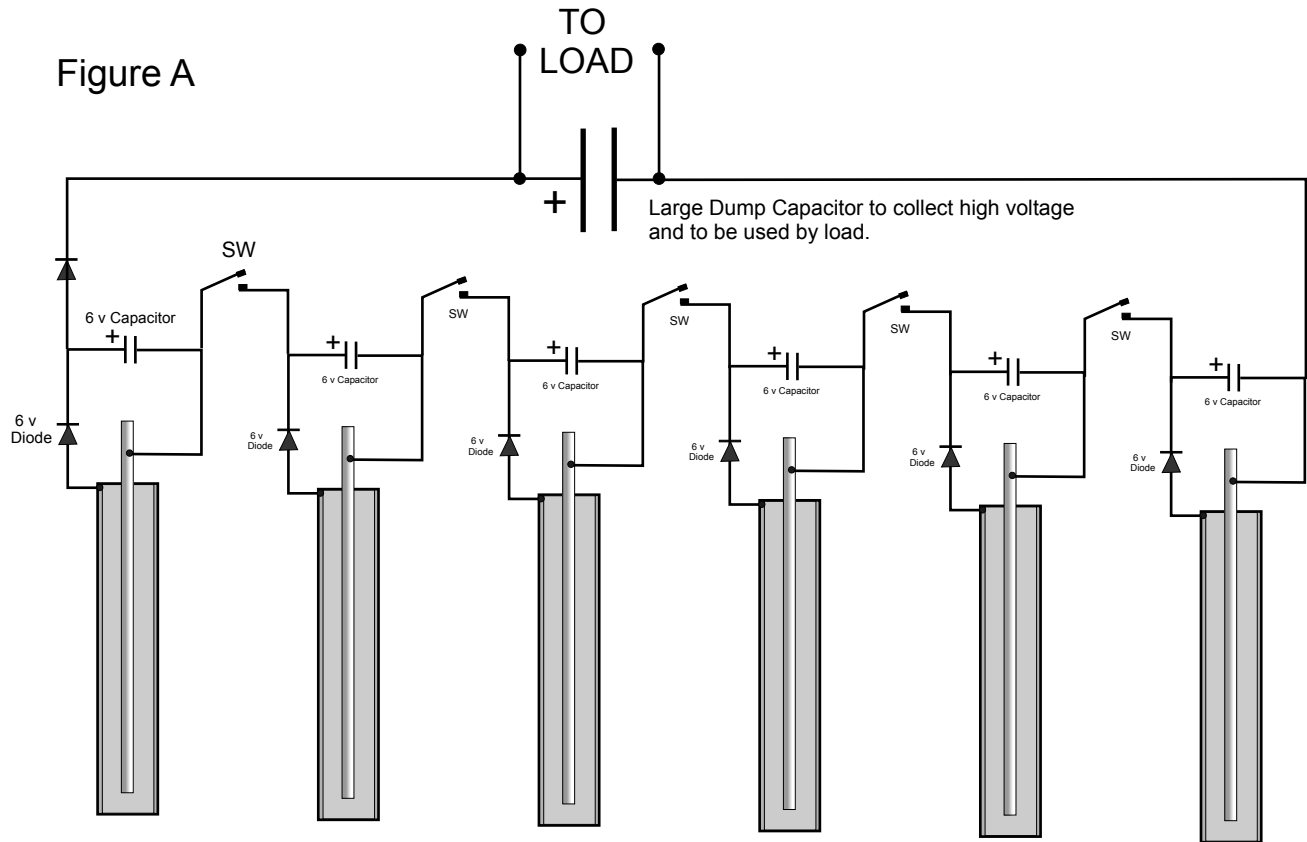 TO
LOAD
Figure A
+
Large Dump Capacitor to collect high voltage
and to be used by load.
SW
SW
SW
SW
SW
6 v Capacitor
+
+
6 v Capacitor
+
6 v Capacitor
+
6 v Capacitor
+
6 v Capacitor
+
6 v Capacitor
6 v
Diode
6 v
Diode
6 v
Diode
6 v
Diode
6 v
Diode
6 v
Diode